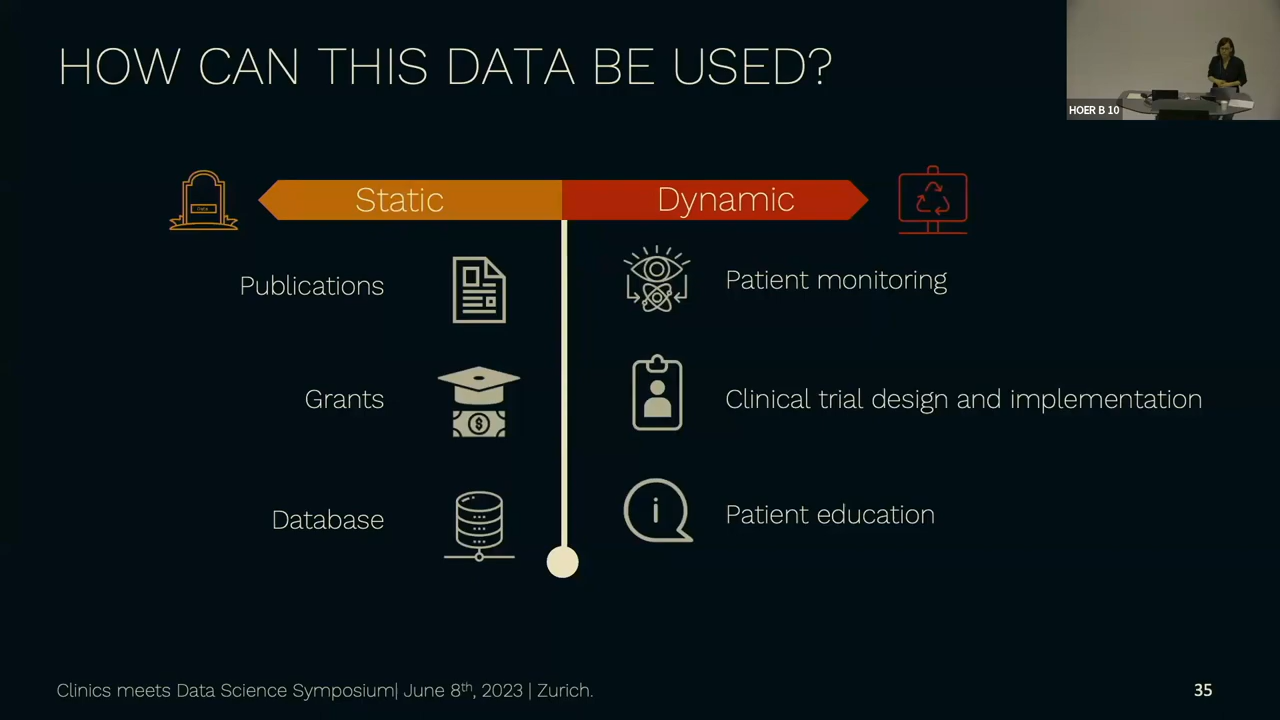 HOW CAN THIS DATA BE USED?
HOER B 10
Static
Dynamic
Data
Publications
Patient monitoring
Grants
Clinical trial design and implementation
Database
Patient education
Clinics meets Data Science Symposium| June 8th, 2023 | Zurich.
35